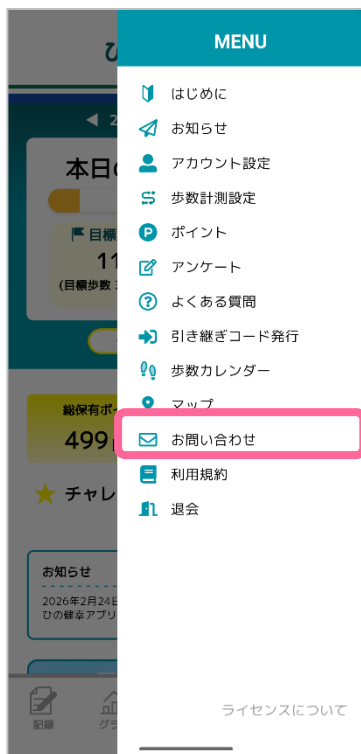 MENU
はじめに
お知らせ
アカウント設定
歩数計測設定
ポイント
アンケート
よくある質問
引き継ぎコード発行
歩数カレンダー
マップ
お問い合わせ
利用規約
退会
ライセンスについて
ひ
2
本日の
目標
11
(目標歩数
総保有ポイ
499
チャレ
お知らせ
2026年2月24日
ひの健幸アプリ
記録
グラ